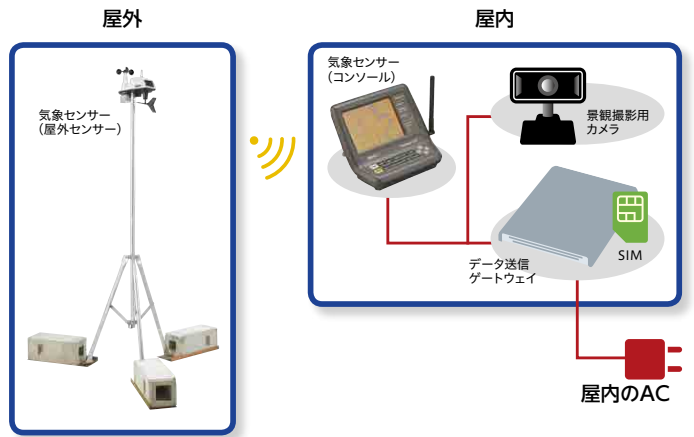 屋外
屋内
気象センサー
（屋外センサー）
気象センサー
（コンソール）
景観撮影用
カメラ
データ送信
ゲートウェイ
SIM
屋内のAC